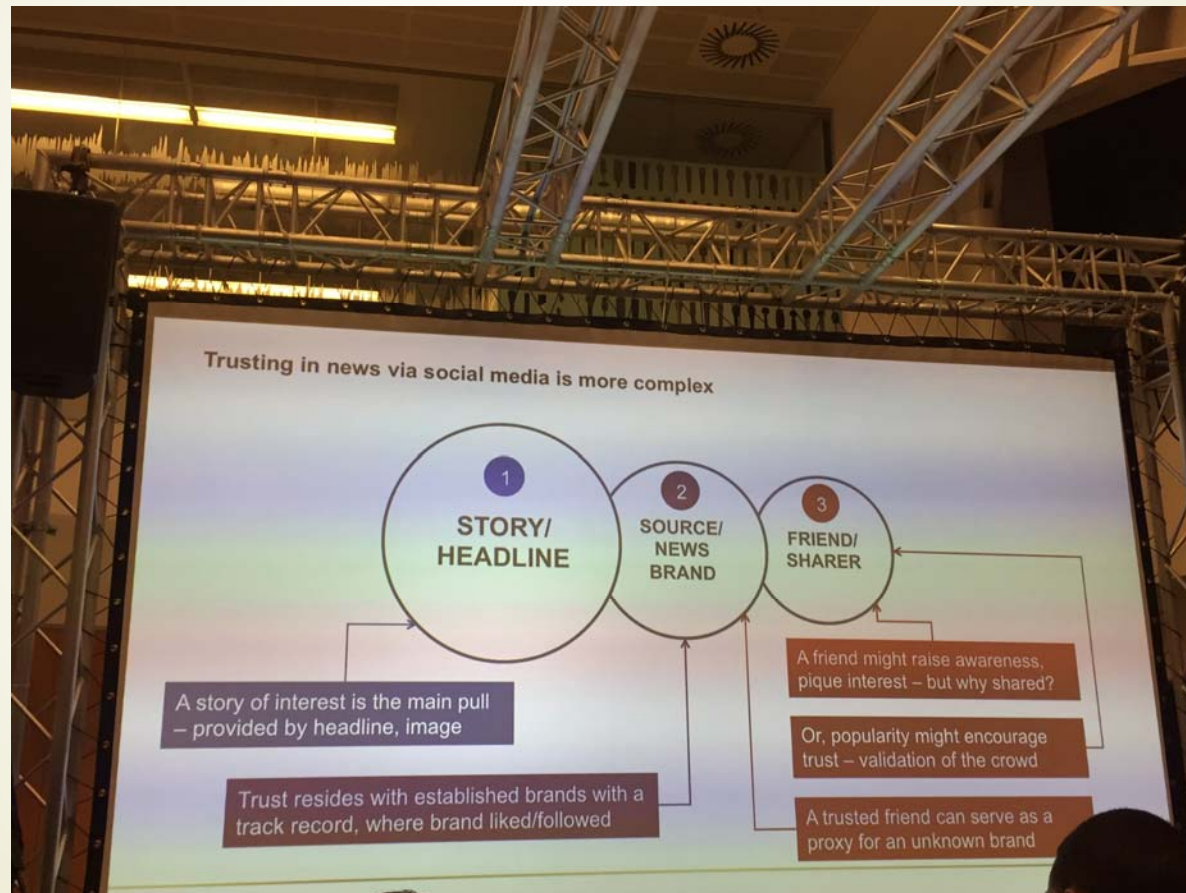 Trusting in news via social media is more complex
1
STORY/
HEADLINE
2
SOURCE/
NEWS
BRAND
3
FRIEND/
SHARER
A story of interest is the main pull
– provided by headline, image
Trust resides with established brands with a
track record, where brand liked/followed
A friend might raise awareness,
pique interest – but why shared?
Or, popularity might encourage
trust – validation of the crowd
A trusted friend can serve as a
proxy for an unknown brand